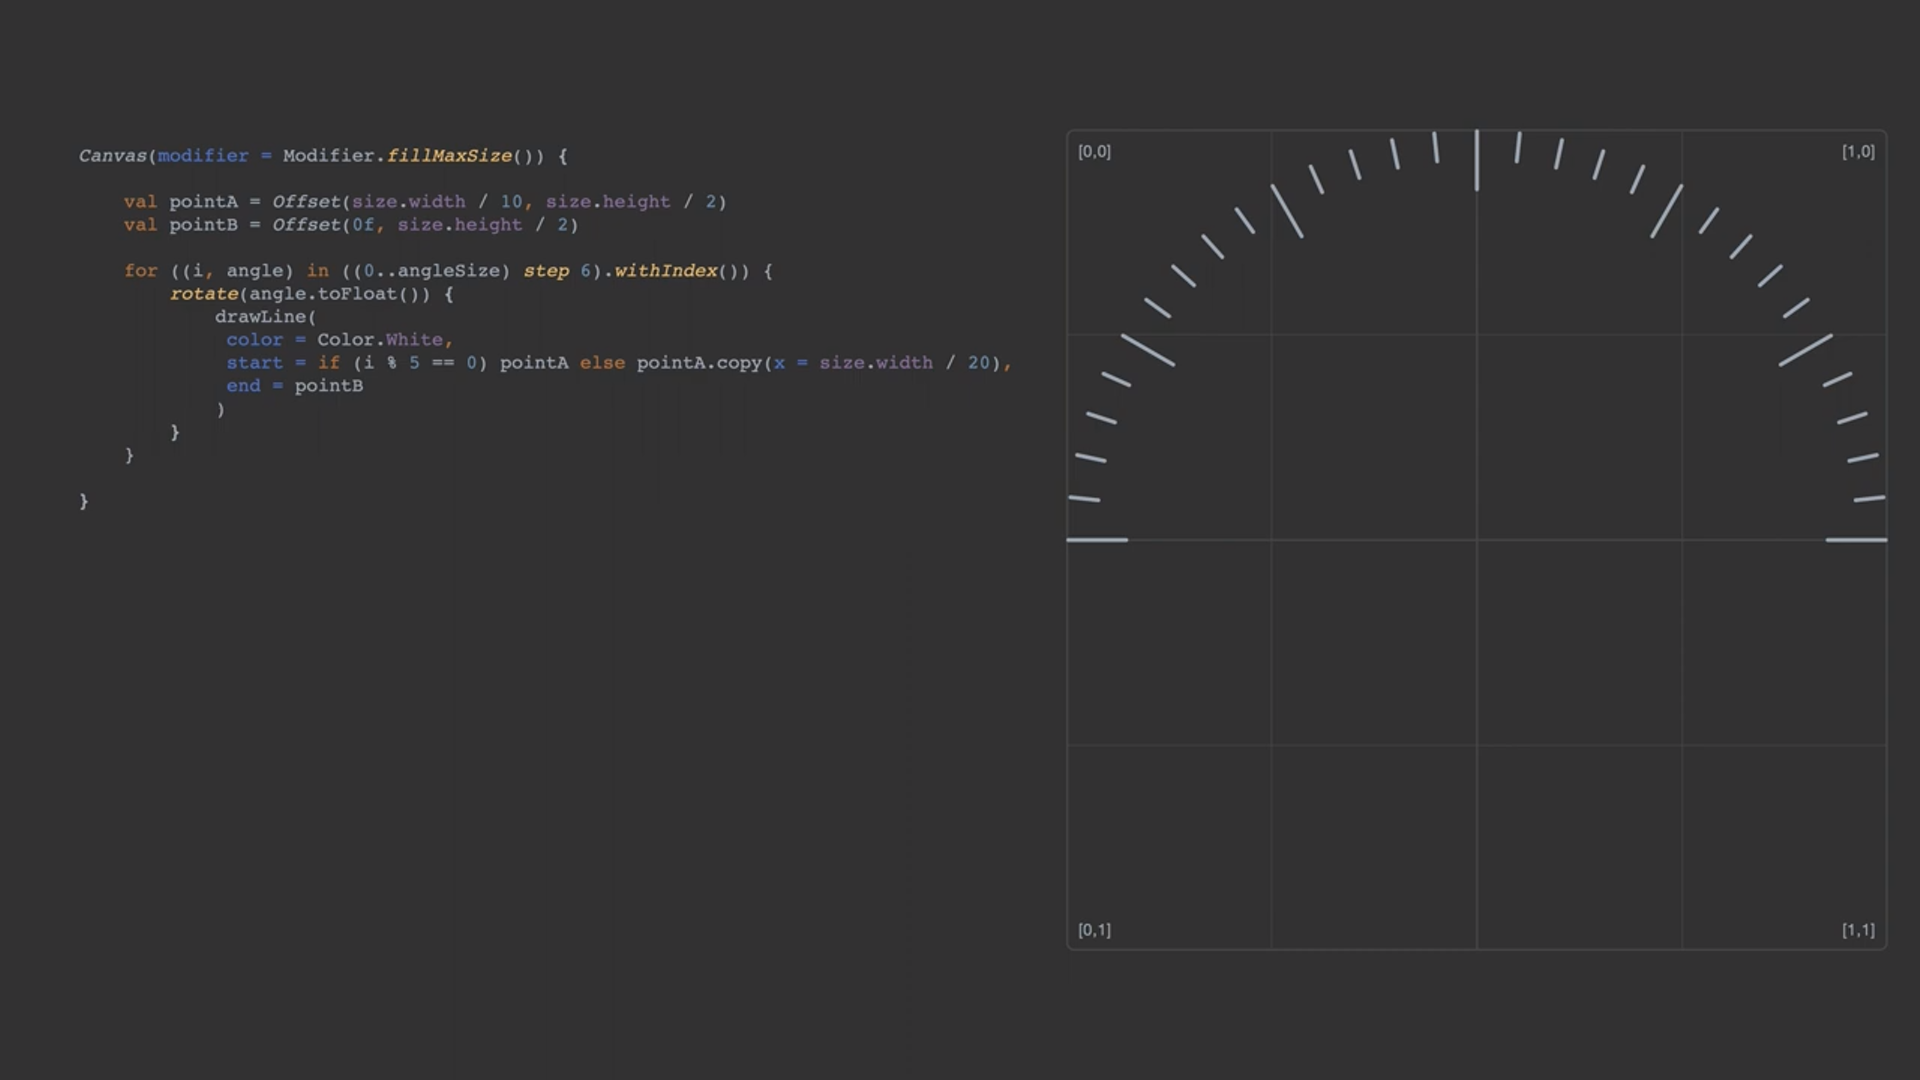 Canvas(modifier = Modifier.fillMaxSize()) {
val pointA = Offset(size.width / 10, size.height / 2)
val pointB = Offset(0f, size.height / 2)
for ((i, angle) in ((0..angleSize) step 6).withIndex()) {
rotate(angle.toFloat()) {
drawLine(
color = Color.White,
start = if (i % 5 == 0) pointA else pointA.copy(x = size.width / 20),
end = pointB
)
}
}
}
[0,0]
[1,0]
[0,1]
[1,1]